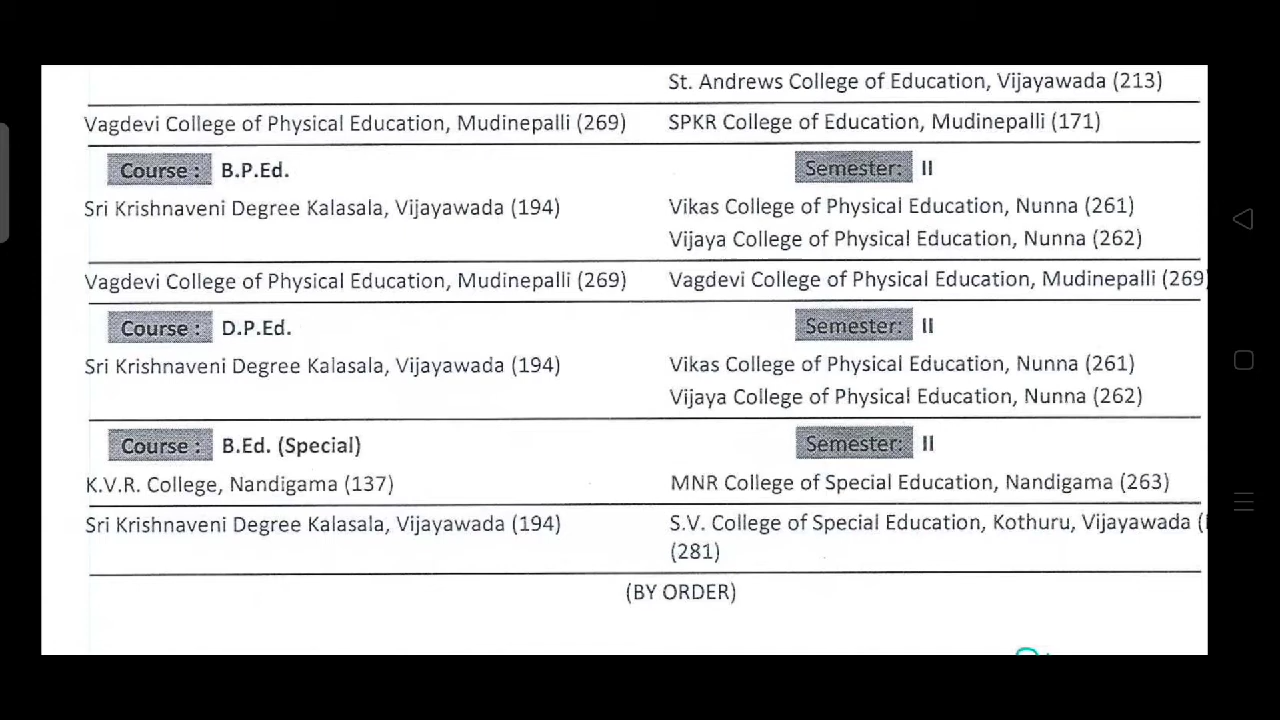 St. Andrews College of Education, Vijayawada (213)
Vagdevi College of Physical Education, Mudinepalli (269) SPKR College of Education, Mudinepalli (171)
Course : B.P.Ed. Semester: II
Sri Krishnaveni Degree Kalasala, Vijayawada (194) Vikas College of Physical Education, Nunna (261)
Vijaya College of Physical Education, Nunna (262)
Vagdevi College of Physical Education, Mudinepalli (269) Vagdevi College of Physical Education, Mudinepalli (269)
Course : D.P.Ed. Semester: II
Sri Krishnaveni Degree Kalasala, Vijayawada (194) Vikas College of Physical Education, Nunna (261)
Vijaya College of Physical Education, Nunna (262)
Course : B.Ed. (Special) Semester: II
K.V.R. College, Nandigama (137) MNR College of Special Education, Nandigama (263)
Sri Krishnaveni Degree Kalasala, Vijayawada (194) S.V. College of Special Education, Kothuru, Vijayawada (
(281)
(BY ORDER)